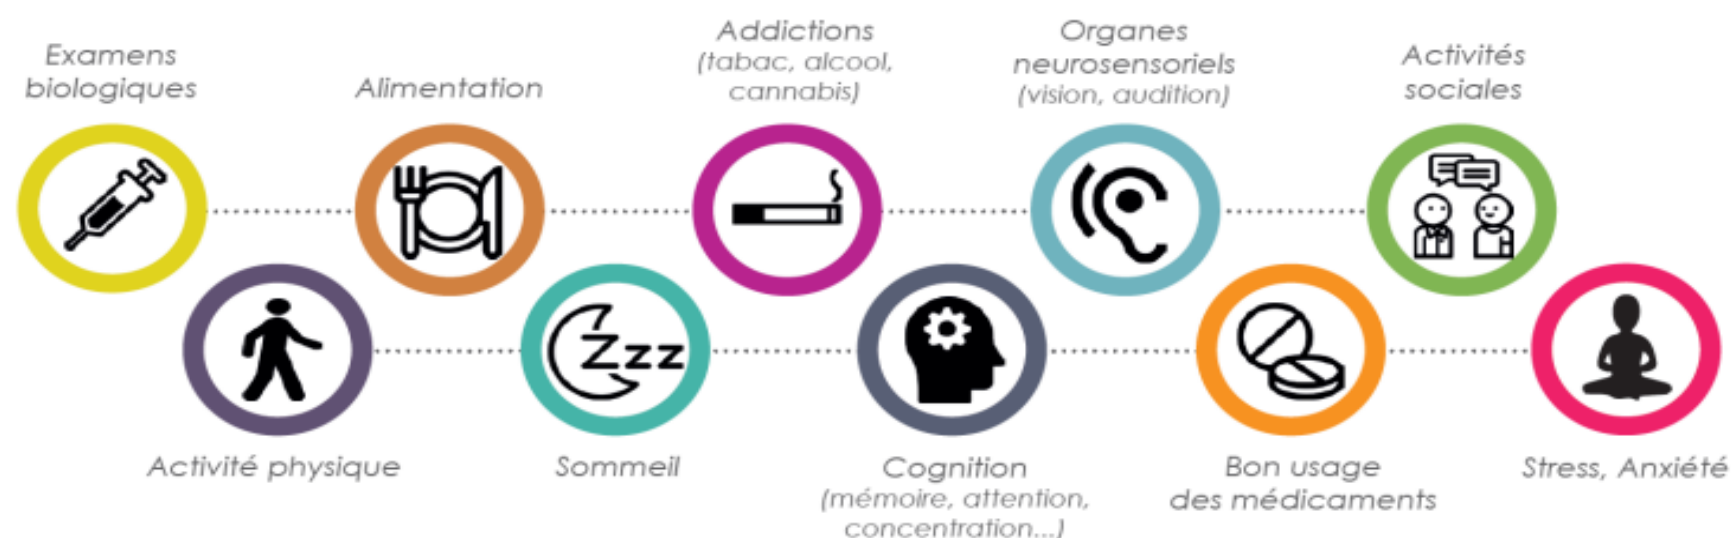 Examens
biologiques
Alimentation
Addictions
(tabac, alcool,
cannabis)
Organes
neurosensoriels
(vision, audition)
Activités
sociales
Zzz
Activité physique
Sommeil
Cognition
(mémoire, attention,
concentration...)
Bon usage
des médicaments
Stress, Anxiété